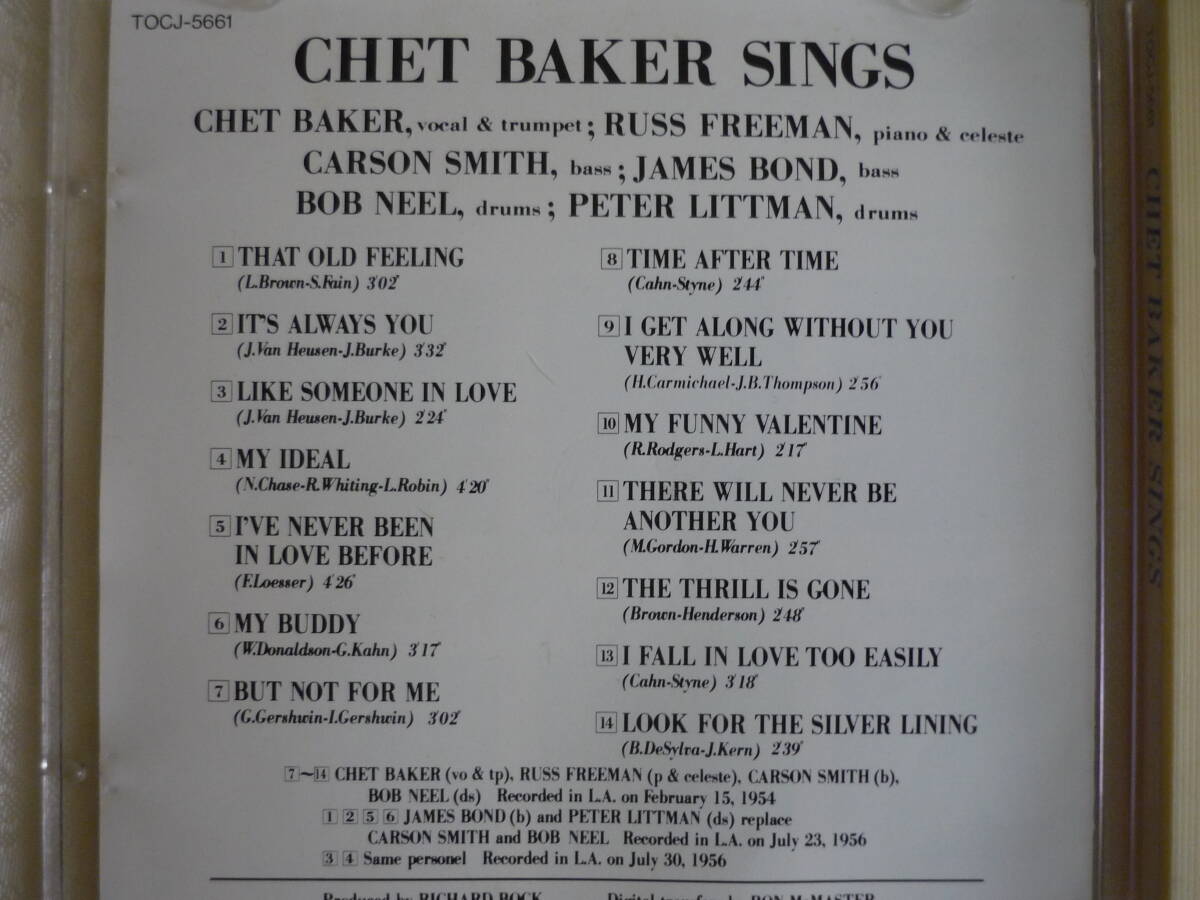 TOCJ-5661
CHET BAKER SINGS
CHET BAKER, vocal & trumpet; RUSS FREEMAN, piano & celeste
CARSON SMITH, bass; JAMES BOND, bass
BOB NEEL, drums; PETER LITTMAN, drums
1 THAT OLD FEELING
(L.Brown-S.Fain) 3'02"
2 IT'S ALWAYS YOU
(J.Van Heusen-J.Burke) 3'32"
3 LIKE SOMEONE IN LOVE
(J.Van Heusen-J.Burke) 2'24"
4 MY IDEAL
(N.Chase-R.Whiting-L.Robin) 4'20"
5 I'VE NEVER BEEN
IN LOVE BEFORE
(F.Loesser) 4'26"
6 MY BUDDY
(W.Donaldson-G.Kahn) 3'17"
7 BUT NOT FOR ME
(G.Gershwin-I.Gershwin) 3'02"
8 TIME AFTER TIME
(Cahn-Styne) 2'44"
9 I GET ALONG WITHOUT YOU
VERY WELL
(H.Carmichael-J.B.Thompson) 2'56"
10 MY FUNNY VALENTINE
(R.Rodgers-L.Hart) 2'17"
11 THERE WILL NEVER BE
ANOTHER YOU
(M.Gordon-H.Warren) 2'57"
12 THE THRILL IS GONE
(Brown-Henderson) 2'48"
13 I FALL IN LOVE TOO EASILY
(Cahn-Styne) 3'18"
14 LOOK FOR THE SILVER LINING
(B.DeSylva-J.Kern) 2'39"
7~14 CHET BAKER (vo & tp), RUSS FREEMAN (p & celeste), CARSON SMITH (b),
BOB NEEL (ds) Recorded in L.A. on February 15, 1954
1 2 5 6 JAMES BOND (b) and PETER LITTMAN (ds) replace
CARSON SMITH and BOB NEEL Recorded in L.A. on July 23, 1956
3 4 Same personel Recorded in L.A. on July 30, 1956
Produced by RICHARD BOCK Digital transfer by RON McMASTER
CHET BAKER SINGS